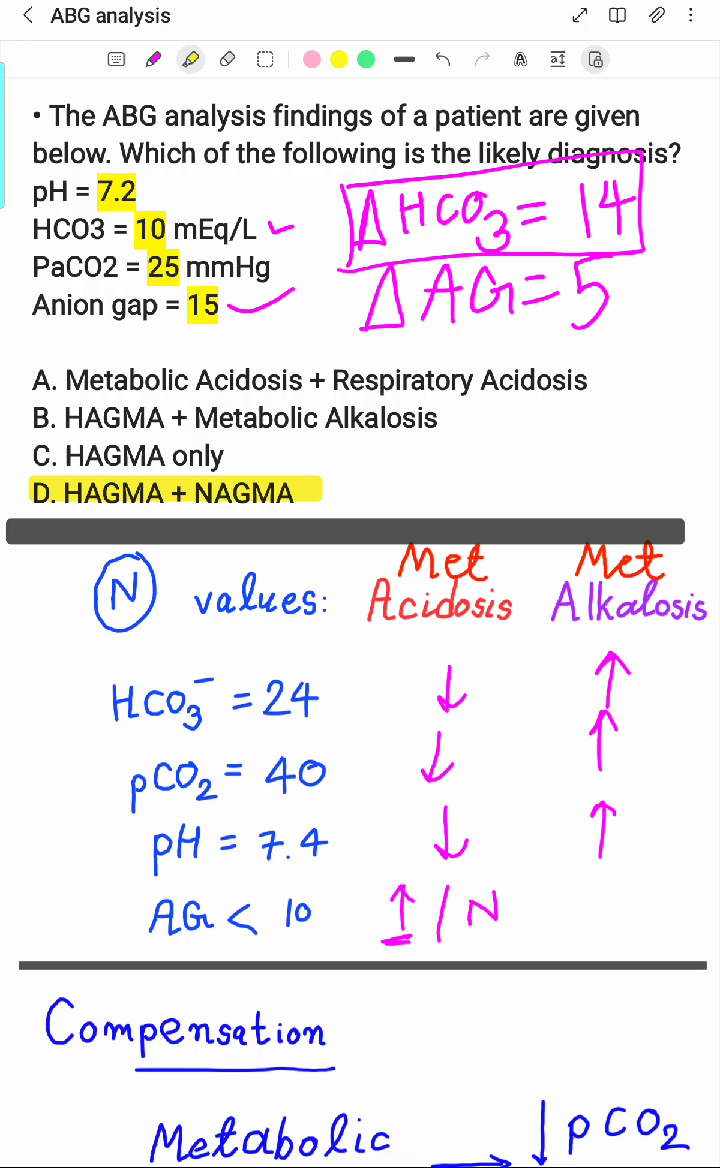 ABG analysis
• The ABG analysis findings of a patient are given
below. Which of the following is the likely diagnosis?
pH = 7.2
HCO3 = 10 mEq/L
PaCO2 = 25 mmHg
Anion gap = 15
ΔHCO₃ = 14
ΔAG = 5
A. Metabolic Acidosis + Respiratory Acidosis
B. HAGMA + Metabolic Alkalosis
C. HAGMA only
D. HAGMA + NAGMA
N values: Met Acidosis Met Alkalosis
HCO₃⁻ = 24 ↓ ↑
pCO₂ = 40 ↓ ↑
pH = 7.4 ↓ ↑
AG < 10 ↑ / N
Compensation
Metabolic → ↓ pCO₂